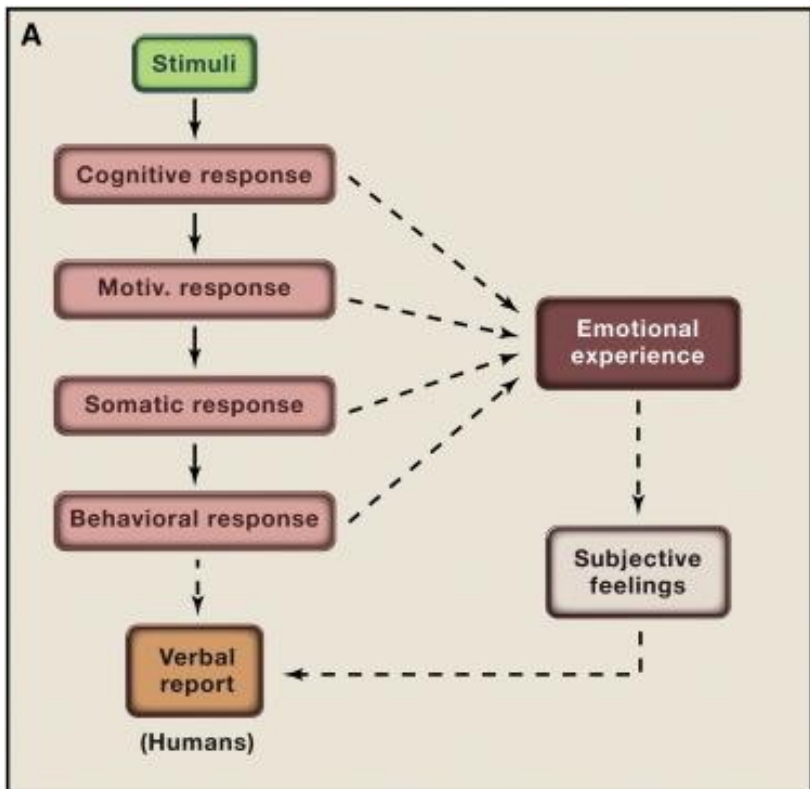 A
Stimuli
Cognitive response
Motiv. response
Somatic response
Behavioral response
Verbal
report
(Humans)
Emotional
experience
Subjective
feelings